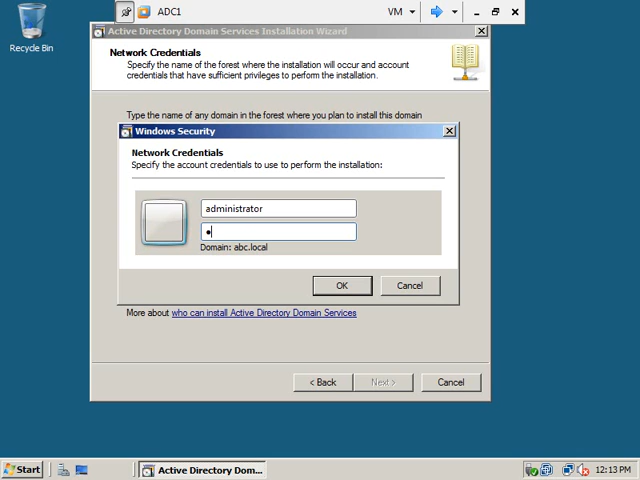 ADC1
VM
Recycle Bin
Active Directory Domain Services Installation Wizard
Network Credentials
Specify the name of the forest where the installation will occur and account
credentials that have sufficient privileges to perform the installation.
Type the name of any domain in the forest where you plan to install this domain
Windows Security
Network Credentials
Specify the account credentials to use to perform the installation:
administrator
Domain: abc.local
OK
Cancel
More about who can install Active Directory Domain Services
< Back
Next >
Cancel
Start
Active Directory Dom...
12:13 PM